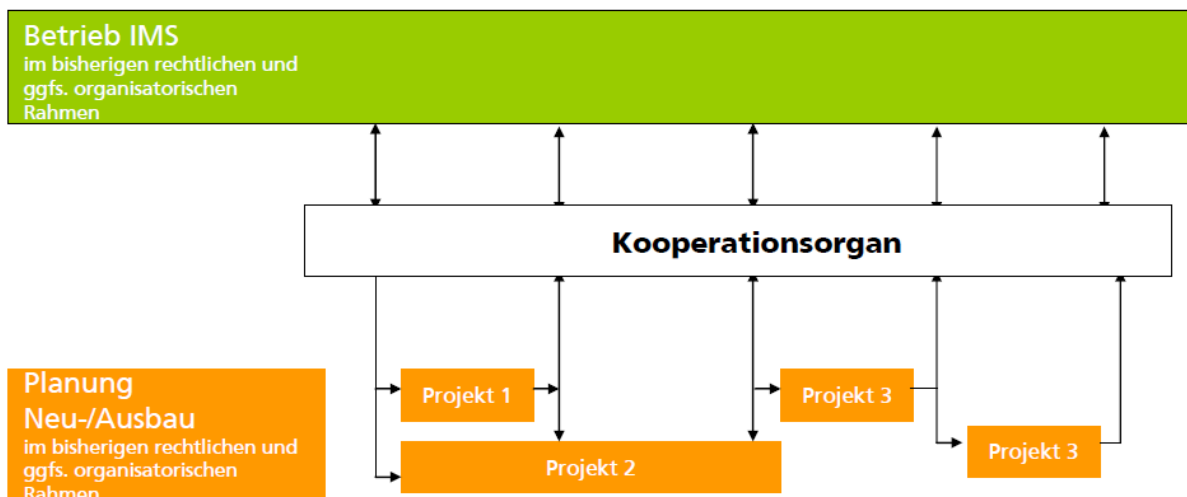 Betrieb IMS
im bisherigen rechtlichen und
ggfs. organisatorischen
Rahmen
Kooperationsorgan
Planung
Neu-/Ausbau
im bisherigen rechtlichen und
ggfs. organisatorischen
Rahmen
Projekt 1
Projekt 3
Projekt 2
Projekt 3